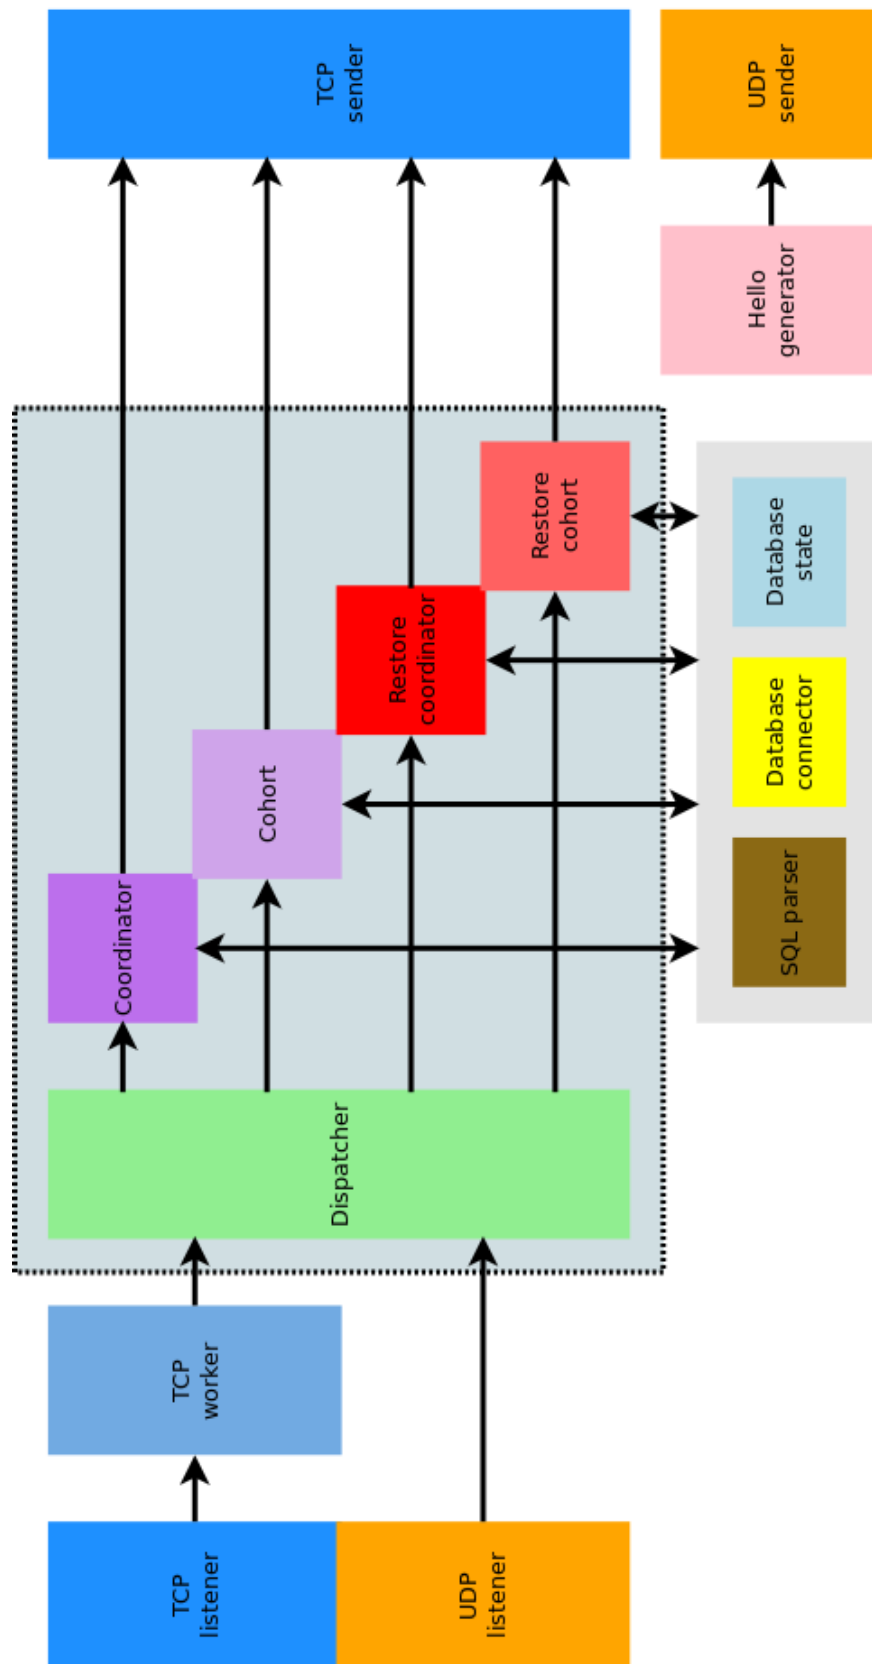 TCP
listener
UDP
listener
TCP
worker
Dispatcher
Coordinator
Cohort
Restore
coordinator
Restore
cohort
TCP
sender
SQL parser
Database
connector
Database
state
Hello
generator
UDP
sender